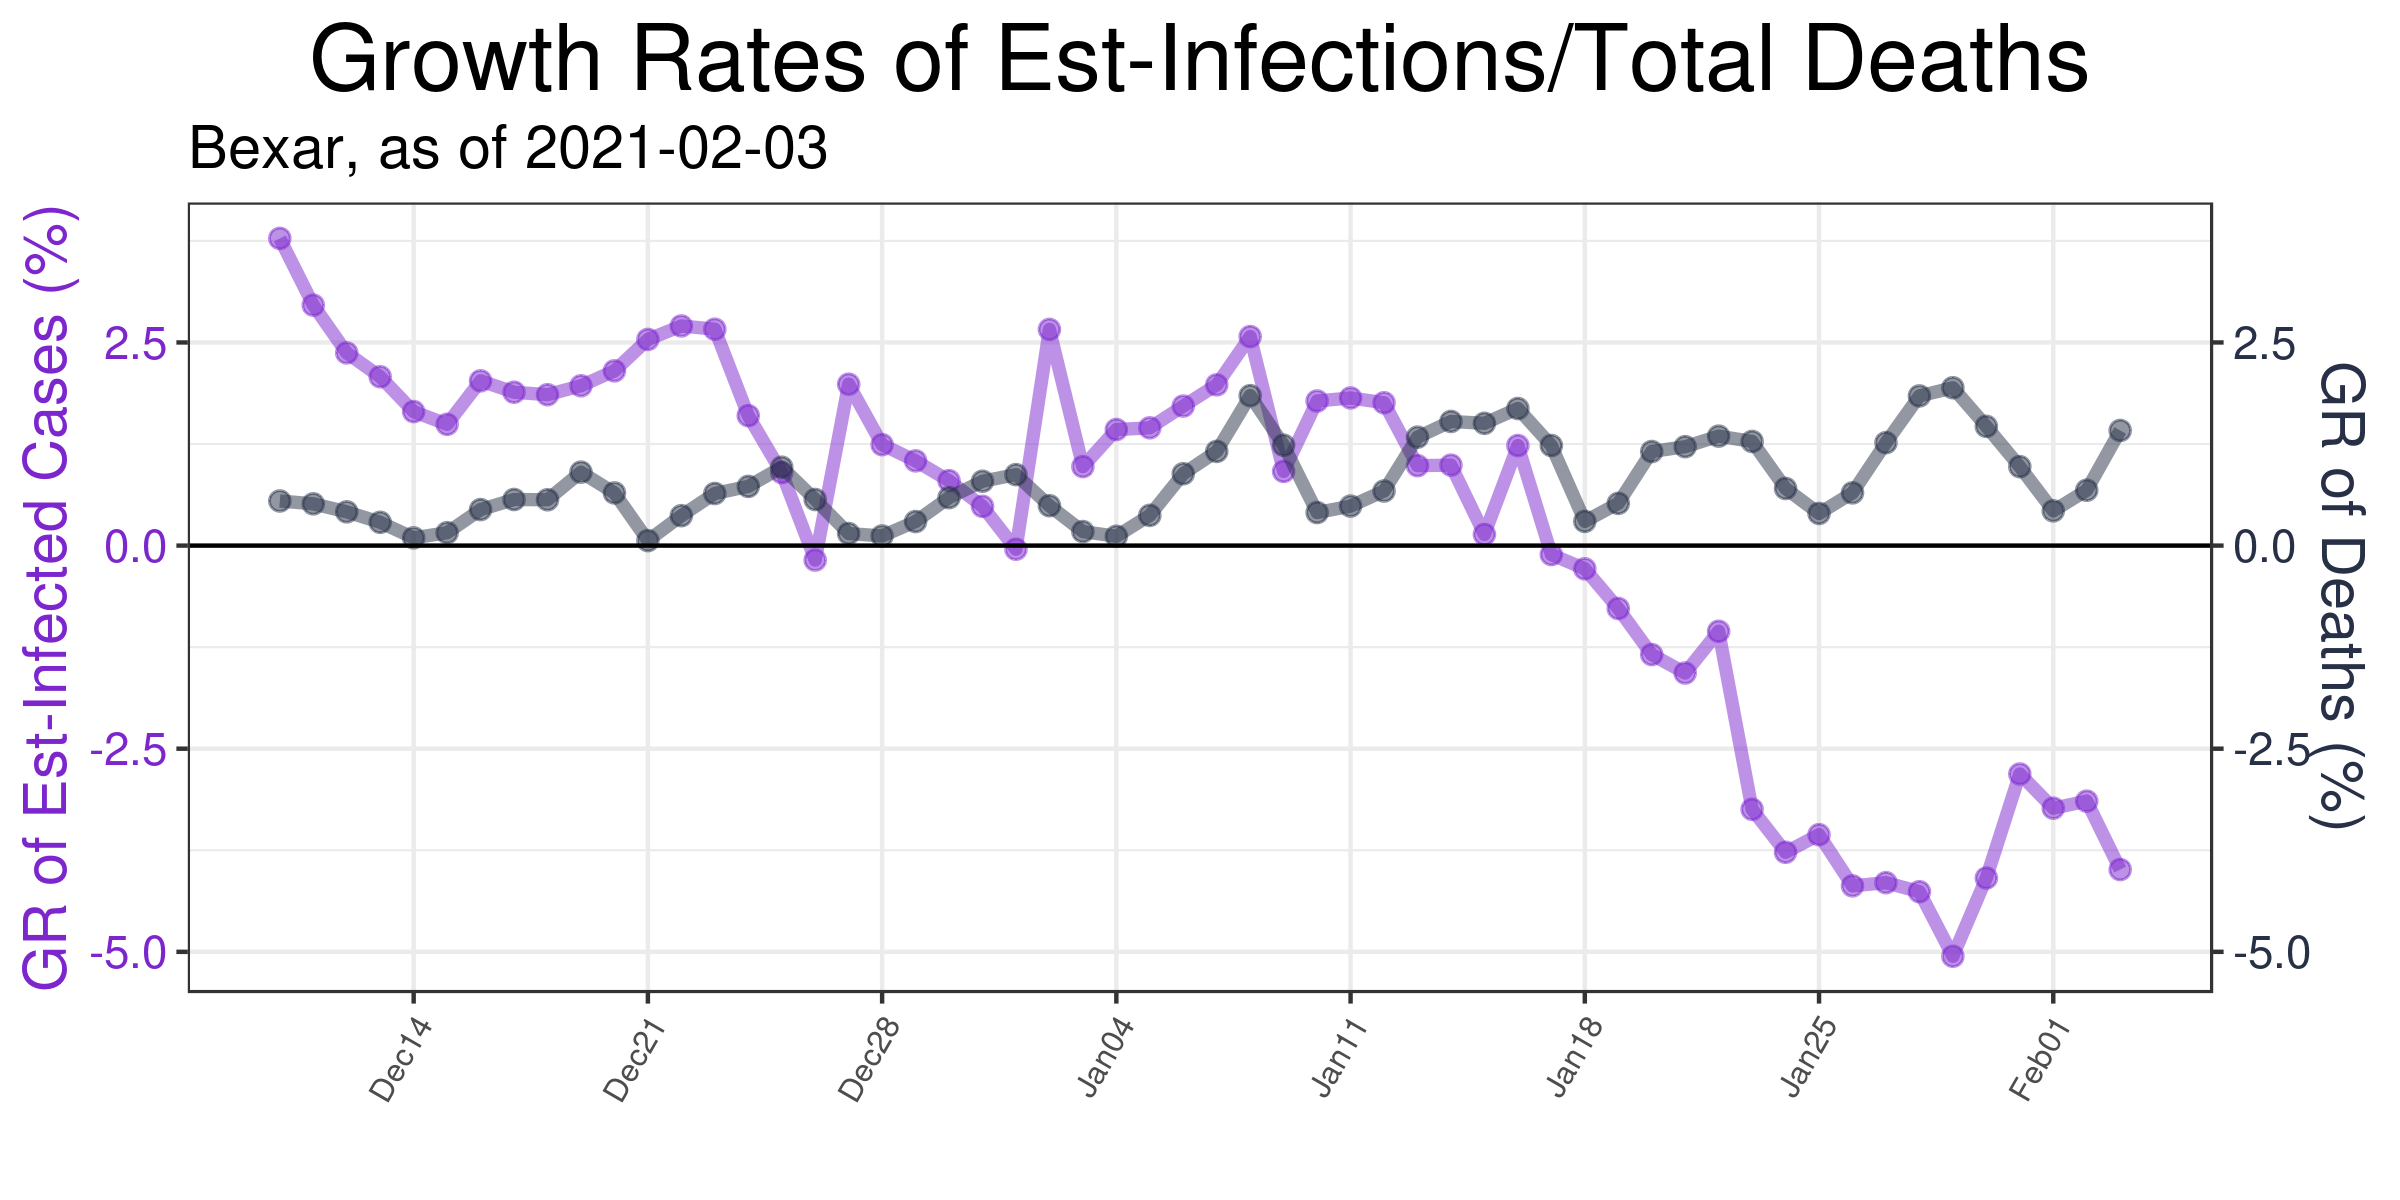 Growth Rates of Est-Infections/Total Deaths
Bexar, as of 2021-02-03
GR of Est-Infected Cases (%)
2.5
0.0
-2.5
-5.0
2.5
0.0
-2.5
-5.0
GR of Deaths (%)
Dec14
Dec21
Dec28
Jan04
Jan11
Jan18
Jan25
Feb01